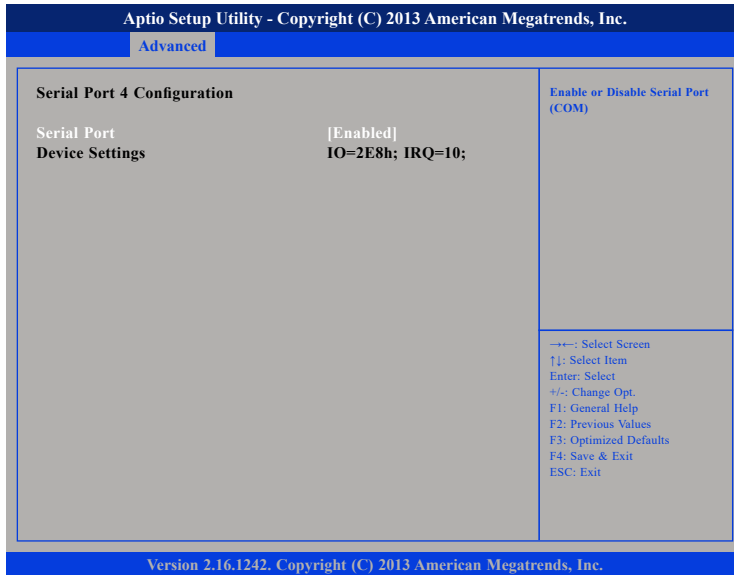 Aptio Setup Utility - Copyright (C) 2013 American Megatrends, Inc.
Advanced
Serial Port 4 Configuration
Serial Port [Enabled]
Device Settings IO=2E8h; IRQ=10;
Enable or Disable Serial Port
(COM)
→←: Select Screen
↑↓: Select Item
Enter: Select
+/-: Change Opt.
F1: General Help
F2: Previous Values
F3: Optimized Defaults
F4: Save & Exit
ESC: Exit
Version 2.16.1242. Copyright (C) 2013 American Megatrends, Inc.